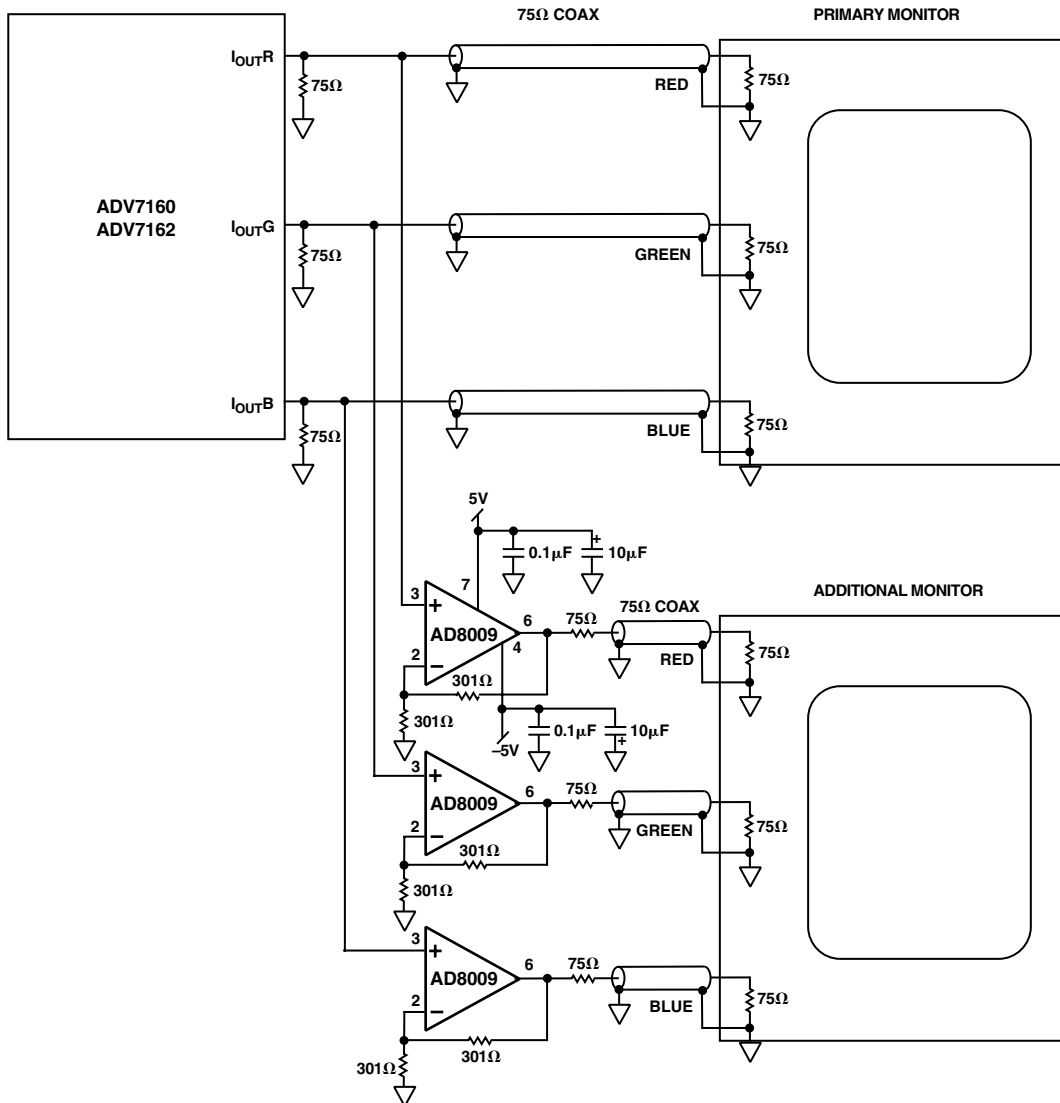 75Ω COAX
PRIMARY MONITOR
IOUTR
75Ω
RED
75Ω
ADV7160
ADV7162
IOUTG
75Ω
GREEN
75Ω
IOUTB
75Ω
BLUE
75Ω
5V
0.1μF
+
10μF
7
3
+
AD8009
6
4
2
−
301Ω
301Ω
75Ω
75Ω COAX
RED
ADDITIONAL MONITOR
75Ω
−5V
0.1μF
10μF
+
3
+
AD8009
6
2
−
301Ω
301Ω
75Ω
GREEN
75Ω
3
+
AD8009
6
2
−
301Ω
301Ω
75Ω
BLUE
75Ω